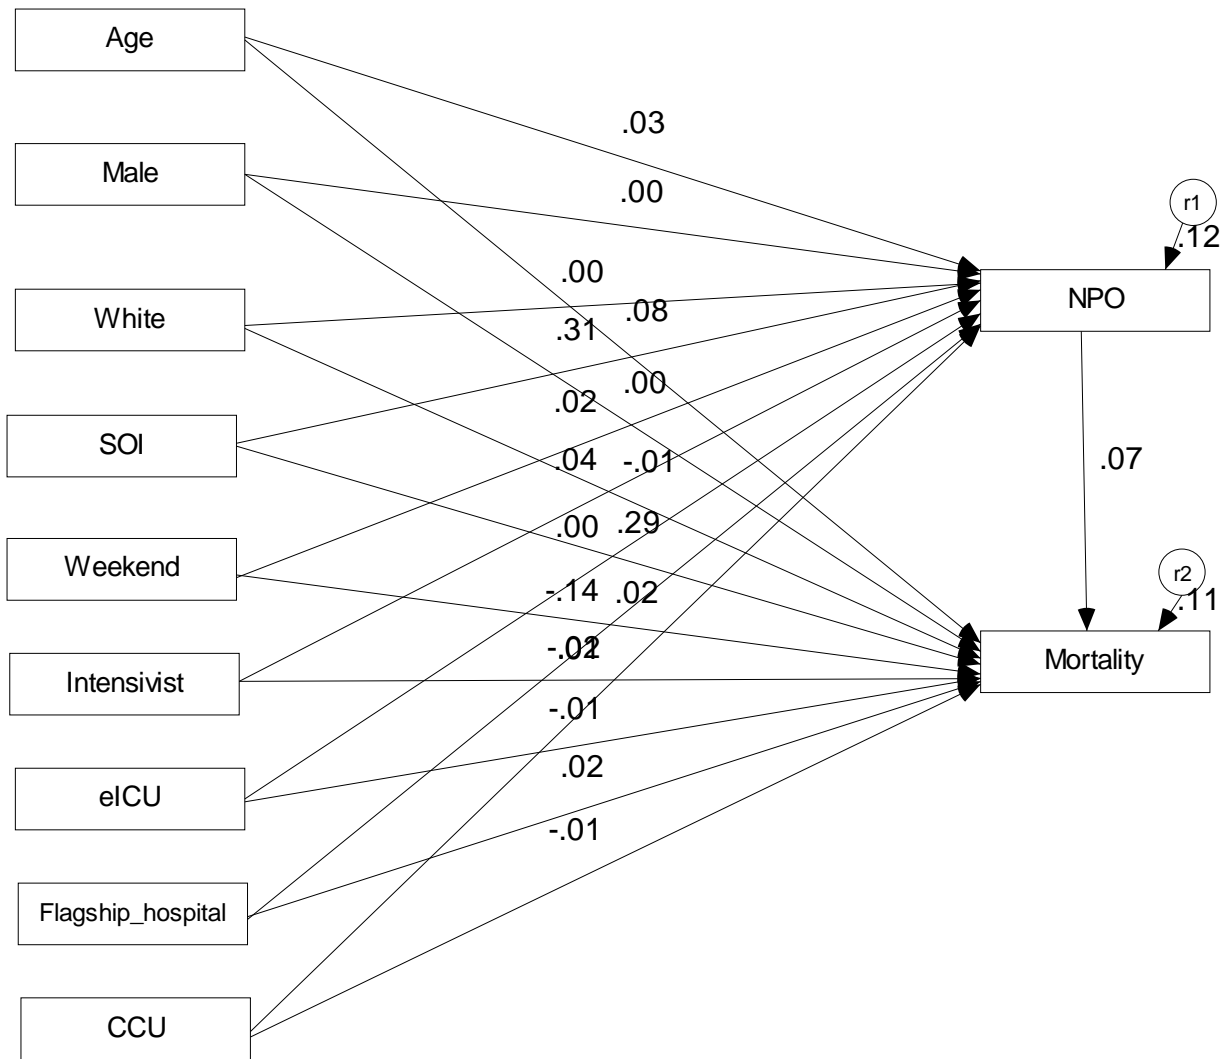 Age
.03
Male
.00
r1
.12
.00
NPO
White
.08
.31
.00
.02
SOI
.04
-.01
.07
.00
.29
Weekend
r2
-.14
.02
.11
Mortality
Intensivist
-.01
.02
eICU
-.01
Flagship_hospital
CCU